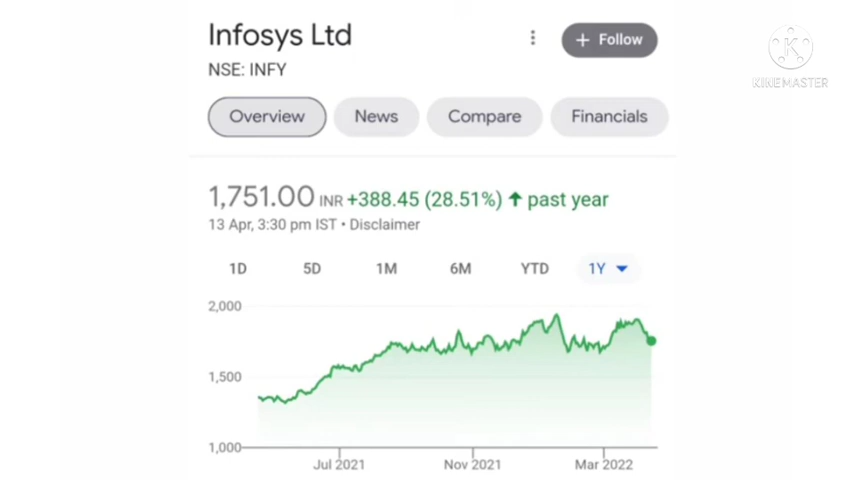 Infosys Ltd
+ Follow
K
KINEMASTER
NSE: INFY
Overview
News
Compare
Financials
1,751.00 INR +388.45 (28.51%) ↑ past year
13 Apr, 3:30 pm IST • Disclaimer
1D 5D 1M 6M YTD 1Y
2,000
1,500
1,000
Jul 2021 Nov 2021 Mar 2022